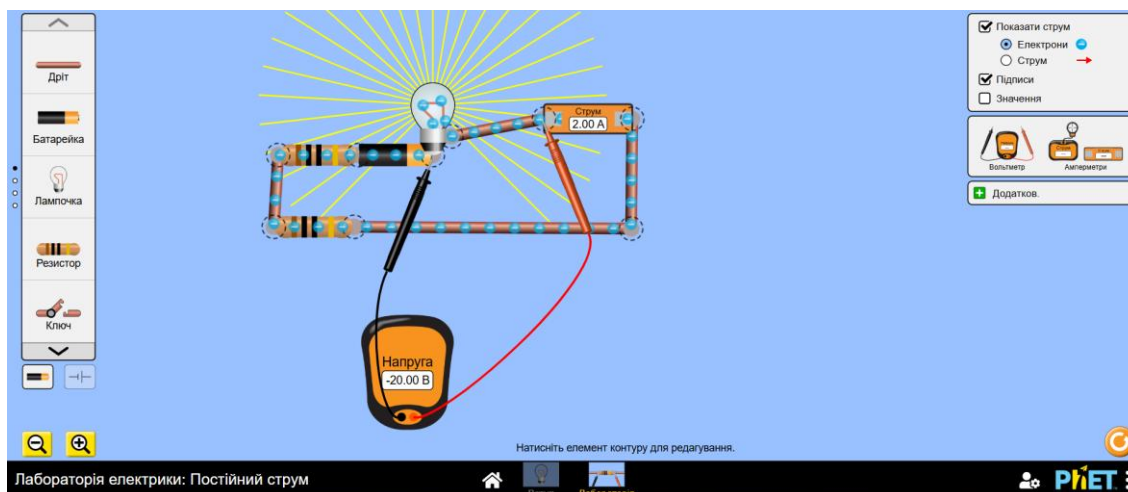 Дріт
Батарейка
Лампочка
Резистор
Ключ
Струм
2.00 А
Напруга
-20.00 В
Показати струм
Електрони
Струм
Підписи
Значення
Вольтметр
Амперметри
Додатков.
Натисніть елемент контуру для редагування.
Лабораторія електрики: Постійний струм
Лабораторія
PhET